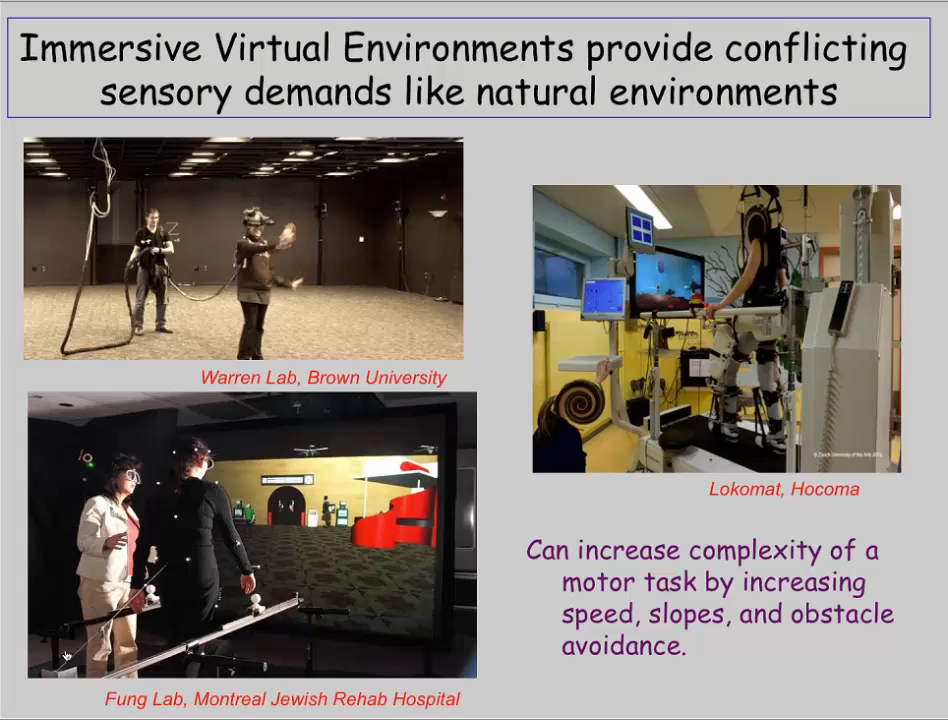 Immersive Virtual Environments provide conflicting
sensory demands like natural environments
Warren Lab, Brown University
Lokomat, Hocoma
Can increase complexity of a
motor task by increasing
speed, slopes, and obstacle
avoidance.
Fung Lab, Montreal Jewish Rehab Hospital